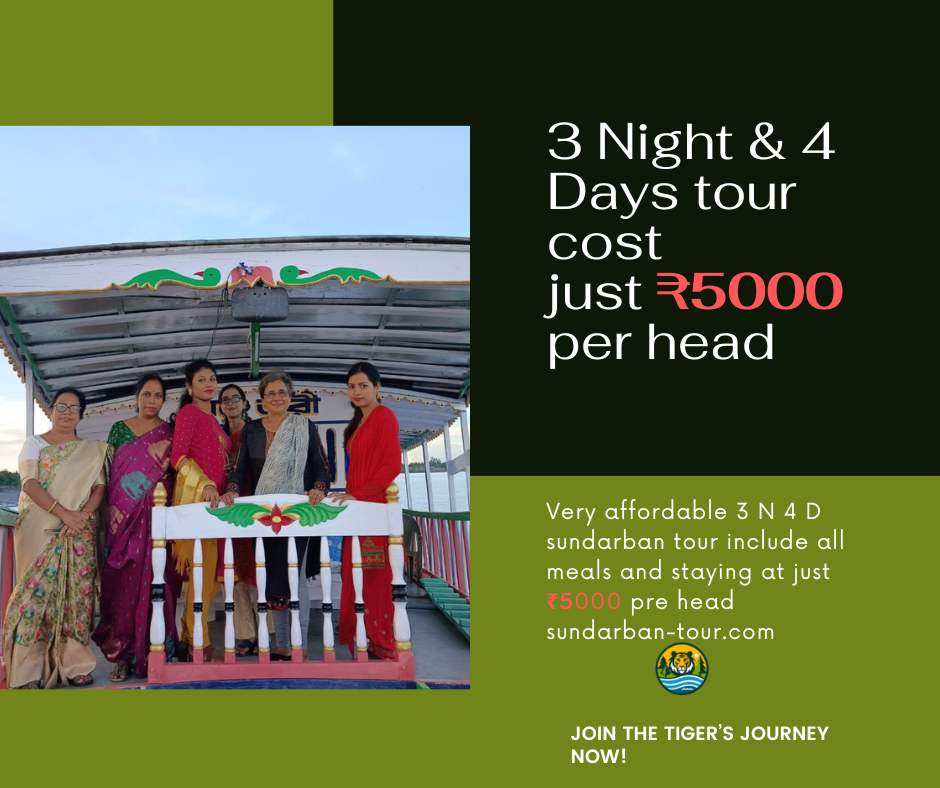 3 Night & 4
Days tour
cost
just ₹5000
per head
Very affordable 3 N 4 D
sundarban tour include all
meals and staying at just
₹5000 pre head
sundarban-tour.com
JOIN THE TIGER’S JOURNEY
NOW!